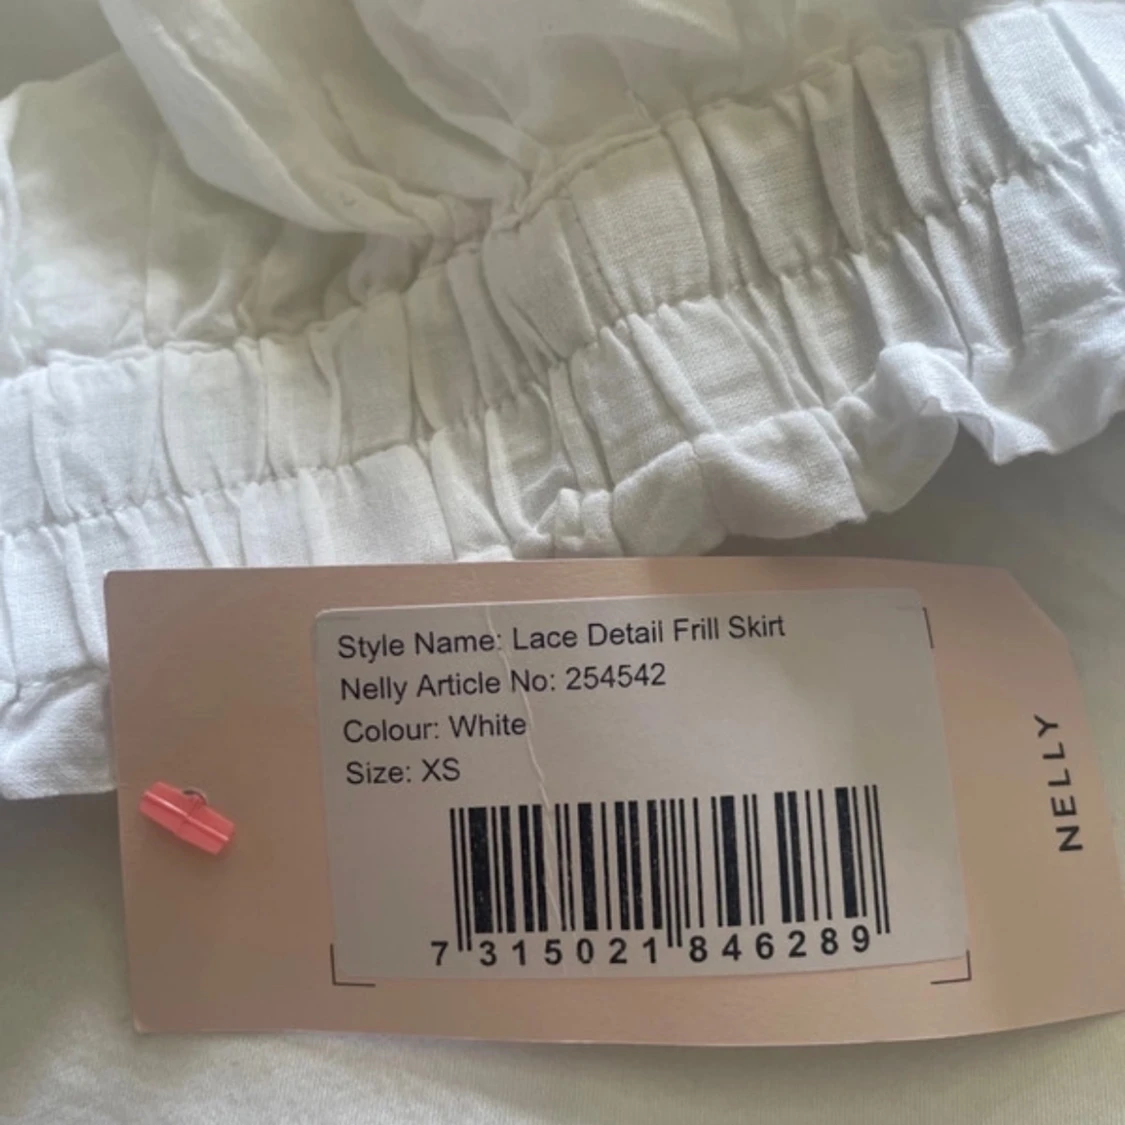 Style Name: Lace Detail Frill Skirt
Nelly Article No: 254542
Colour: White
Size: XS
7 315021 846289
NELLY